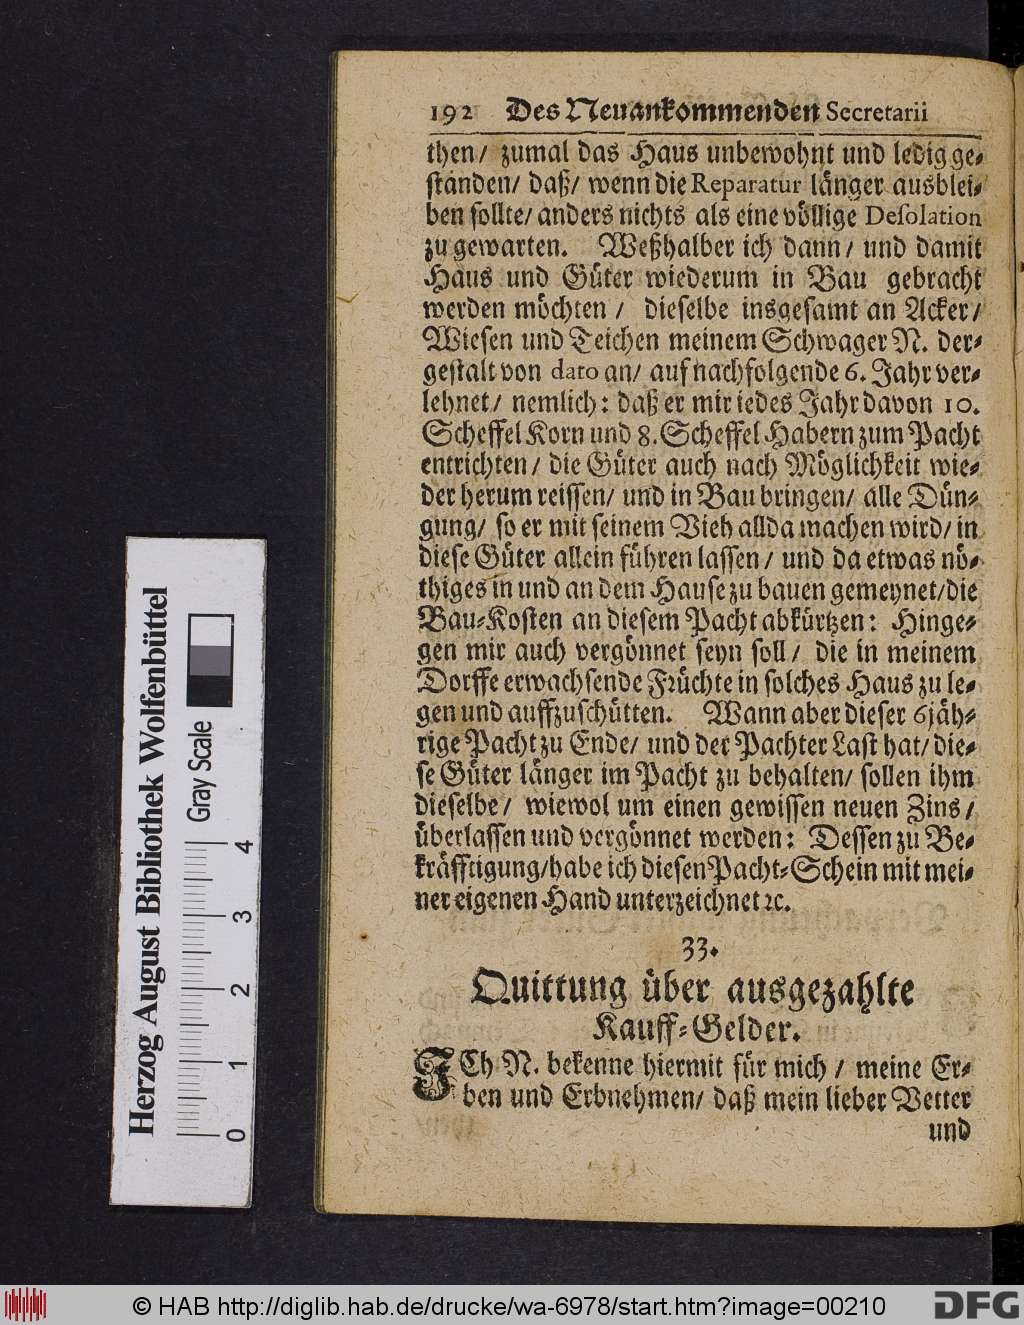 192 Des Neuankommenden Secretarii
then/ zumal das Haus unbewohnt und ledig ge-
standen/ daß/ wenn die Reparatur länger ausblei-
ben sollte/ anders nichts als eine völlige Desolation
zu gewarten. Weßhalber ich dann/ und damit
Haus und Güter wiederum in Bau gebracht
werden möchten / dieselbe insgesamt an Acker/
Wiesen und Teichen meinem Schwager N. der-
gestalt von dato an/ auf nachfolgende 6. Jahr ver-
lehnet/ nemlich: daß er mir iedes Jahr davon 10.
Scheffel Korn und 8. Scheffel Habern zum Pacht
entrichten/ die Güter auch nach Möglichkeit wie-
der herum reissen/ und in Bau bringen/ alle Dün-
gung/ so er mit seinem Vieh allda machen wird/ in
diese Güter allein führen lassen/ und da etwas nö-
thiges in und an dem Hause zu bauen gemeynet/die
Bau-Kosten an diesem Pacht abkürtzen: Hinge-
gen mir auch vergönnet seyn soll/ die in meinem
Dorffe erwachsende Früchte in solches Haus zu le-
gen und auffzuschütten. Wann aber dieser 6jäh-
rige Pacht zu Ende/ und der Pachter Last hat/ die-
se Güter länger im Pacht zu behalten/ sollen ihm
dieselbe/ wiewol um einen gewissen neuen Zins/
überlassen und vergönnet werden: Dessen zu Be-
kräfftigung/habe ich diesen Pacht-Schein mit mei-
ner eigenen Hand unterzeichnet ꝛc.
33.
Quittung über ausgezahlte
Kauff-Gelder.
ICh N. bekenne hiermit für mich / meine Er-
ben und Erbnehmen/ daß mein lieber Vetter
und
Herzog August Bibliothek Wolfenbüttel
Gray Scale
0 1 2 3 4
© HAB http://diglib.hab.de/drucke/wa-6978/start.htm?image=00210
DFG